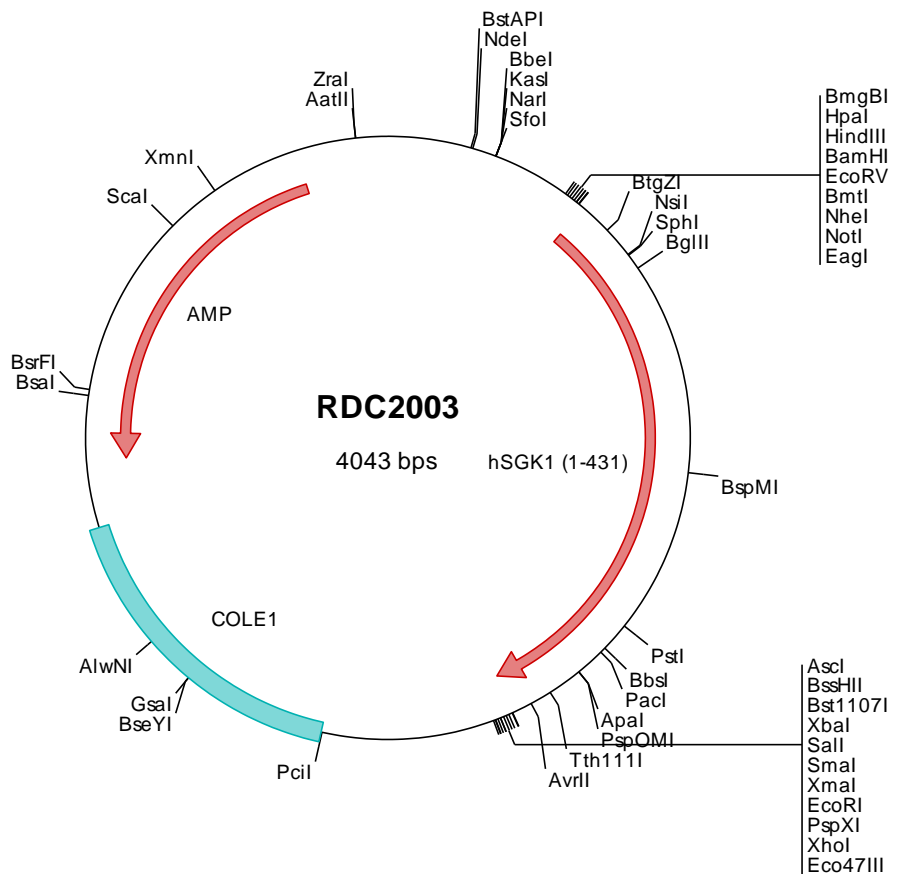 BstAPI
NdeI
BbeI
KasI
NarI
SfoI
ZraI
AatII
XmnI
ScaI
BmgBI
HpaI
HindIII
BamHI
EcoRV
BmtI
NheI
NotI
EagI
BtgZI
NsiI
SphI
BglII
AMP
BsrFI
BsaI
RDC2003
4043 bps
hSGK1 (1-431)
BspMI
COLE1
AlwNI
GsaI
BseYI
PciI
PstI
BbsI
PacI
ApaI
PspOMI
Tth111I
AvrII
AscI
BssHII
Bst1107I
XbaI
SalI
SmaI
XmaI
EcoRI
PspXI
XhoI
Eco47III